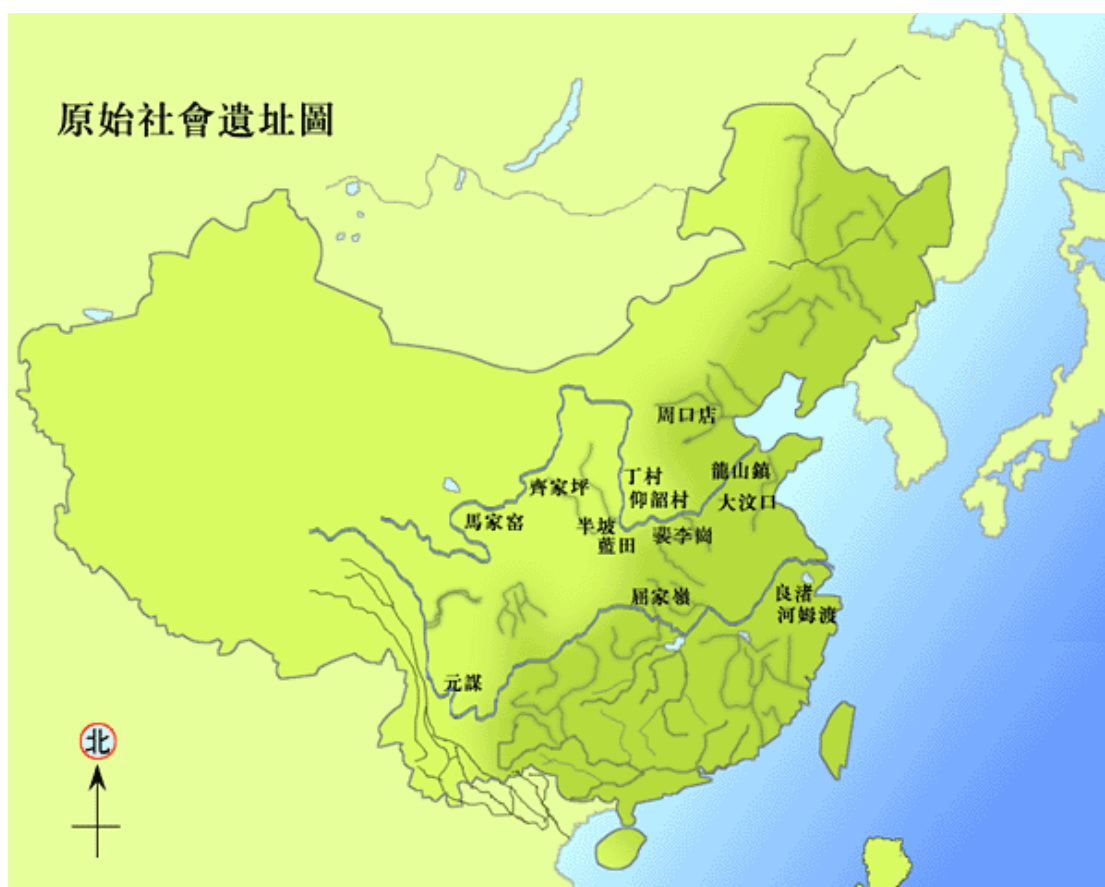 原始社會遺址圖
周口店
龍山鎮
大汶口
丁村
仰韶村
齊家坪
馬家窑
半坡
藍田
裴李崗
屈家嶺
良渚
河姆渡
元謀
北